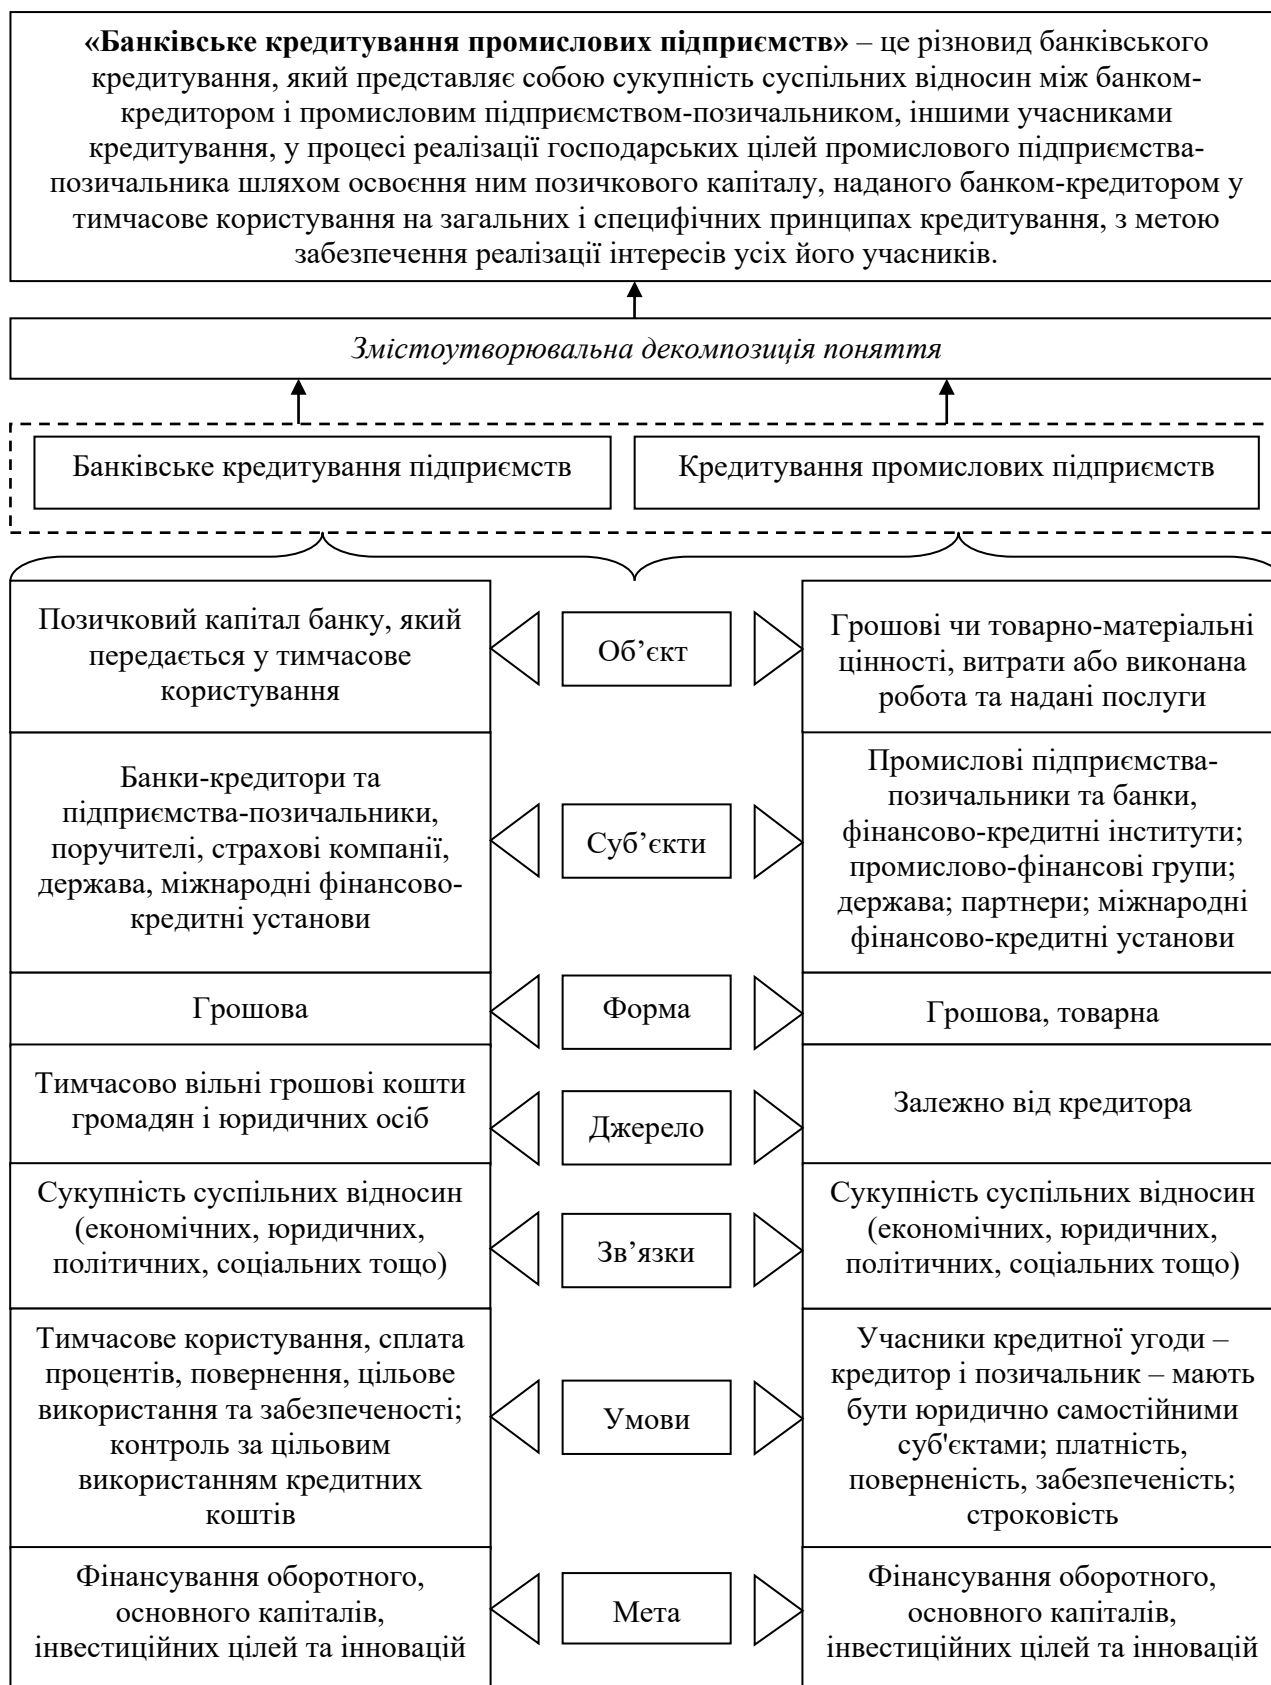 «Банківське кредитування промислових підприємств» – це різновид банківського
кредитування, який представляє собою сукупність суспільних відносин між банком-
кредитором і промисловим підприємством-позичальником, іншими учасниками
кредитування, у процесі реалізації господарських цілей промислового підприємства-
позичальника шляхом освоєння ним позичкового капіталу, наданого банком-кредитором у
тимчасове користування на загальних і специфічних принципах кредитування, з метою
забезпечення реалізації інтересів усіх його учасників.
Змістоутворювальна декомпозиція поняття
Банківське кредитування підприємств
Кредитування промислових підприємств
Позичковий капітал банку, який
передається у тимчасове
користування
Об’єкт
Грошові чи товарно-матеріальні
цінності, витрати або виконана
робота та надані послуги
Банки-кредитори та
підприємства-позичальники,
поручителі, страхові компанії,
держава, міжнародні фінансово-
кредитні установи
Суб’єкти
Промислові підприємства-
позичальники та банки,
фінансово-кредитні інститути;
промислово-фінансові групи;
держава; партнери; міжнародні
фінансово-кредитні установи
Грошова
Форма
Грошова, товарна
Тимчасово вільні грошові кошти
громадян і юридичних осіб
Джерело
Залежно від кредитора
Сукупність суспільних відносин
(економічних, юридичних,
політичних, соціальних тощо)
Зв’язки
Сукупність суспільних відносин
(економічних, юридичних,
політичних, соціальних тощо)
Тимчасове користування, сплата
процентів, повернення, цільове
використання та забезпеченості;
контроль за цільовим
використанням кредитних
коштів
Умови
Учасники кредитної угоди –
кредитор і позичальник – мають
бути юридично самостійними
суб'єктами; платність,
поверненість, забезпеченість;
строковість
Фінансування оборотного,
основного капіталів,
інвестиційних цілей та інновацій
Мета
Фінансування оборотного,
основного капіталів,
інвестиційних цілей та інновацій